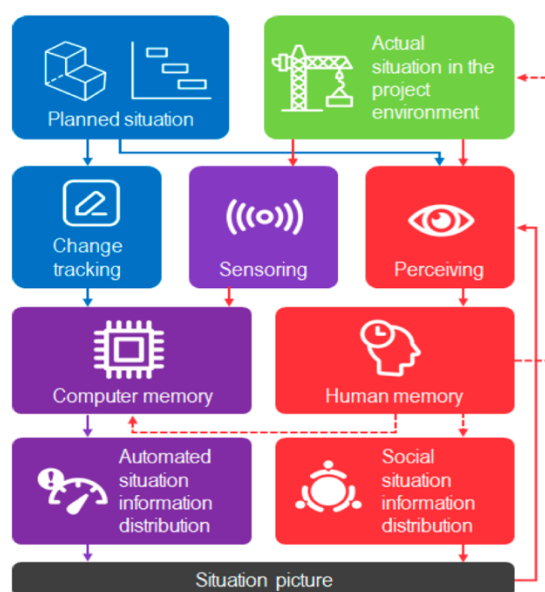 Planned situation
Actual
situation in the
project
environment
Change
tracking
Sensoring
Perceiving
Computer memory
Human memory
Automated
situation
information
distribution
Social
situation
information
distribution
Situation picture